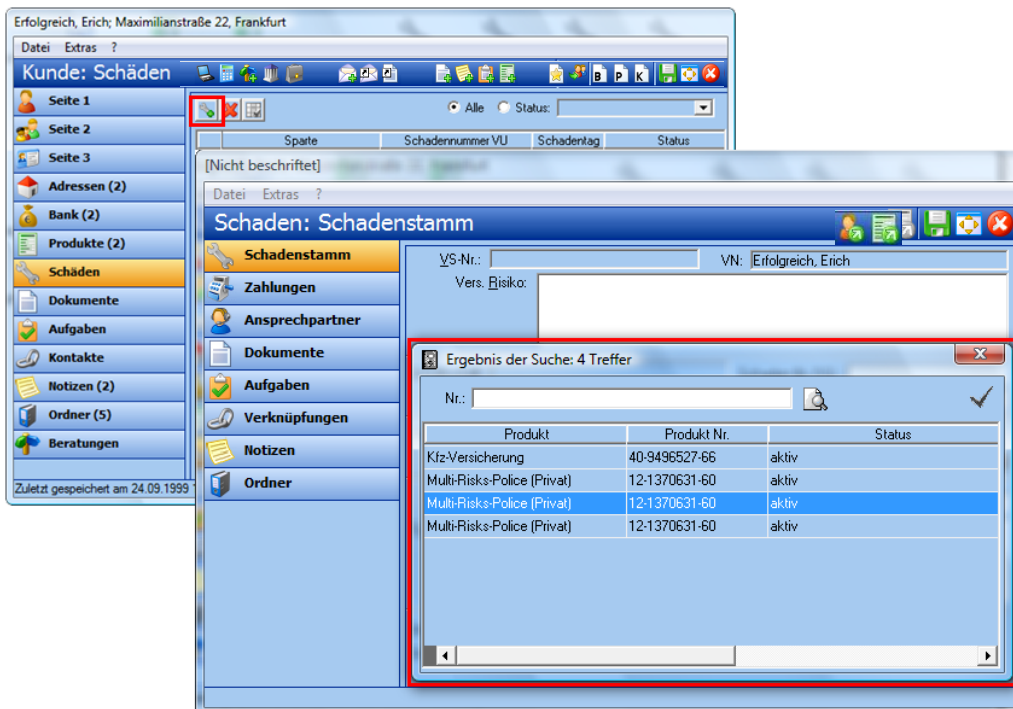 Erfolgreich, Erich; Maximilianstraße 22, Frankfurt
Datei Extras ?
Kunde: Schäden
B P K
Seite 1
Seite 2
Seite 3
Adressen (2)
Bank (2)
Produkte (2)
Schäden
Dokumente
Aufgaben
Kontakte
Notizen (2)
Ordner (5)
Beratungen
Zuletzt gespeichert am 24.09.1999
Alle Status:
Sparte Schadennummer VU Schadentag Status
[Nicht beschriftet]
Datei Extras ?
Schaden: Schadenstamm
Schadenstamm
Zahlungen
Ansprechpartner
Dokumente
Aufgaben
Verknüpfungen
Notizen
Ordner
VS-Nr.: VN: Erfolgreich, Erich
Vers. Risiko:
Ergebnis der Suche: 4 Treffer
Nr.:
Produkt Produkt Nr. Status
Kfz-Versicherung 40-9496527-66 aktiv
Multi-Risks-Police (Privat) 12-1370631-60 aktiv
Multi-Risks-Police (Privat) 12-1370631-60 aktiv
Multi-Risks-Police (Privat) 12-1370631-60 aktiv